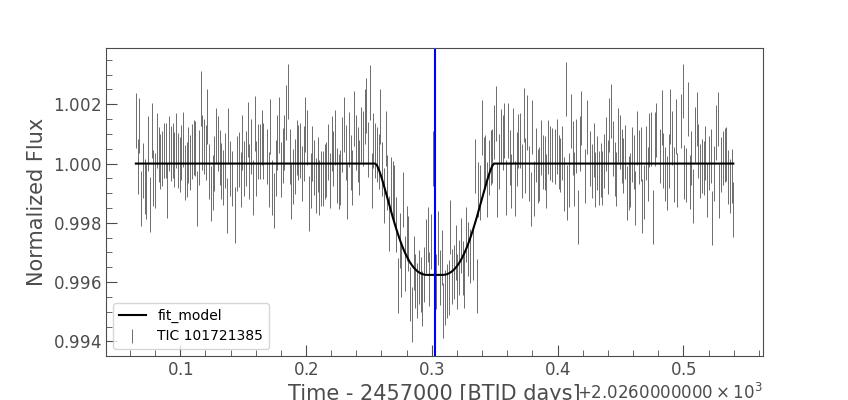 Normalized Flux
1.002
1.000
0.998
0.996
0.994
fit_model
TIC 101721385
0.1 0.2 0.3 0.4 0.5
Time - 2457000 [BTJD days]
+2.0260000000 × 10³